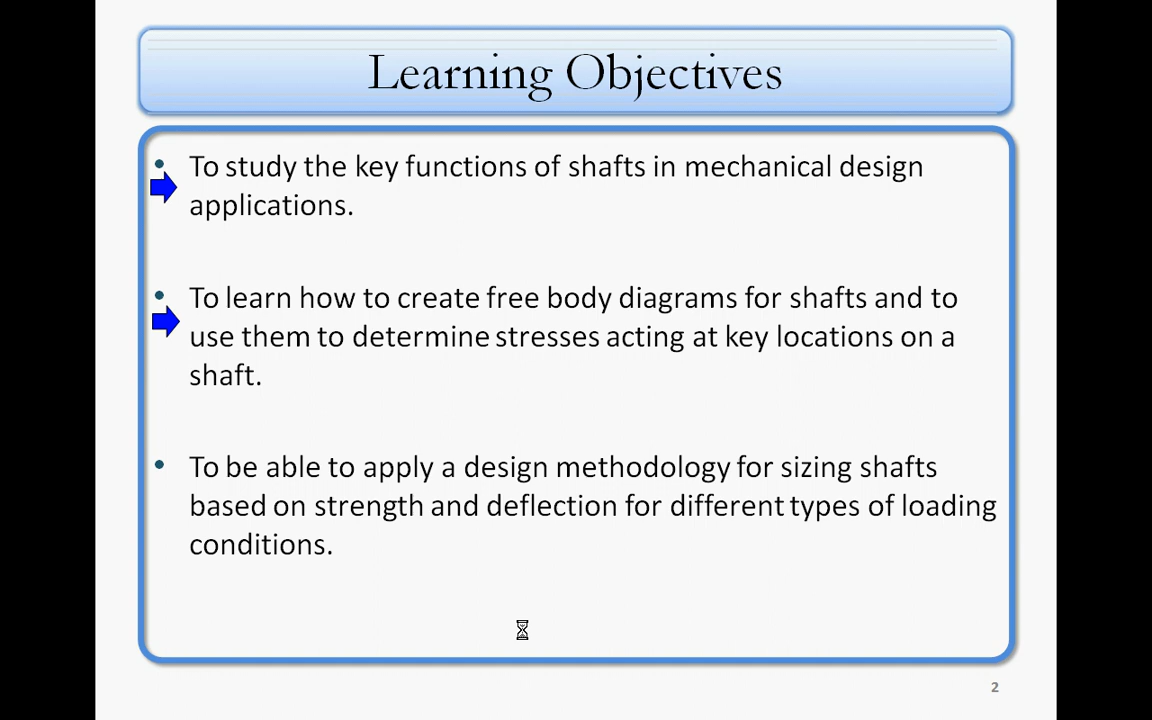 Learning Objectives
• To study the key functions of shafts in mechanical design
applications.
• To learn how to create free body diagrams for shafts and to
use them to determine stresses acting at key locations on a
shaft.
• To be able to apply a design methodology for sizing shafts
based on strength and deflection for different types of loading
conditions.
2